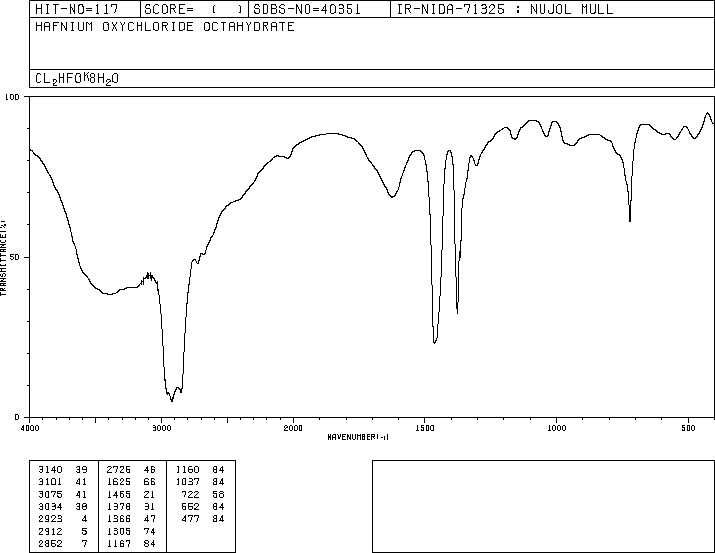 HIT-NO=117 SCORE= ( ) SDBS-NO=40351 IR-NIDA-71325 : NUJOL MULL
HAFNIUM OXYCHLORIDE OCTAHYDRATE
CL2HFO*8H2O
100
TRANSMITTANCE(%)
50
0
4000 3000 2000 1500 1000 500
WAVENUMBER(-1)
3140 39 2726 46 1160 84
3101 41 1625 66 1037 84
3075 41 1465 21 722 58
3034 38 1378 31 552 84
2923 4 1366 47 477 84
2912 5 1305 74
2852 7 1167 84